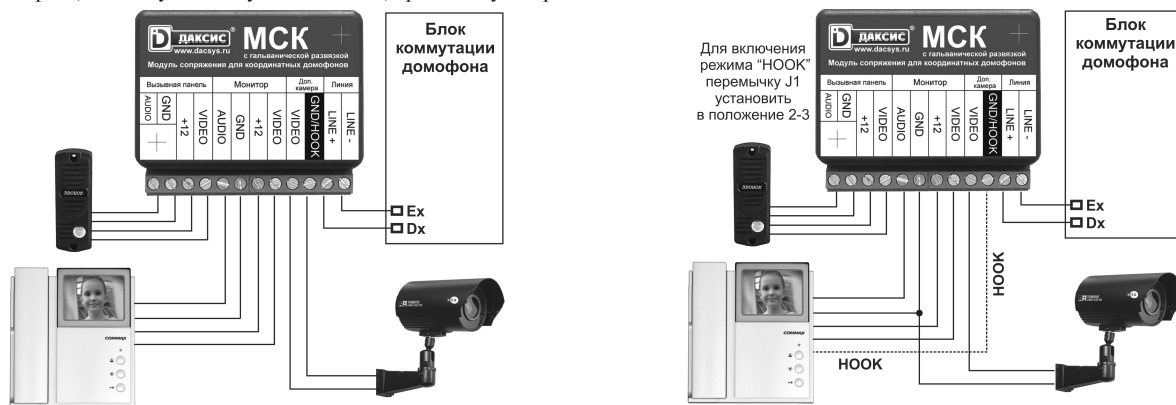 ДАКСИС®
www.dacsys.ru
МСК
с гальванической развязкой
Модуль сопряжения для координатных домофонов
Вызывная панель
Монитор
Доп. камера
Линия
AUDIO
GND
+12
VIDEO
AUDIO
GND
+12
VIDEO
VIDEO
GND/HOOK
LINE +
LINE -
Блок
коммутации
домофона
Ex
Dx
ЗВОНОК
COMMAX
Для включения
режима "HOOK"
перемычку J1
установить
в положение 2-3
ДАКСИС®
www.dacsys.ru
МСК
с гальванической развязкой
Модуль сопряжения для координатных домофонов
Вызывная панель
Монитор
Доп. камера
Линия
AUDIO
GND
+12
VIDEO
AUDIO
GND
+12
VIDEO
VIDEO
GND/HOOK
LINE +
LINE -
Блок
коммутации
домофона
Ex
Dx
ЗВОНОК
HOOK
HOOK
COMMAX